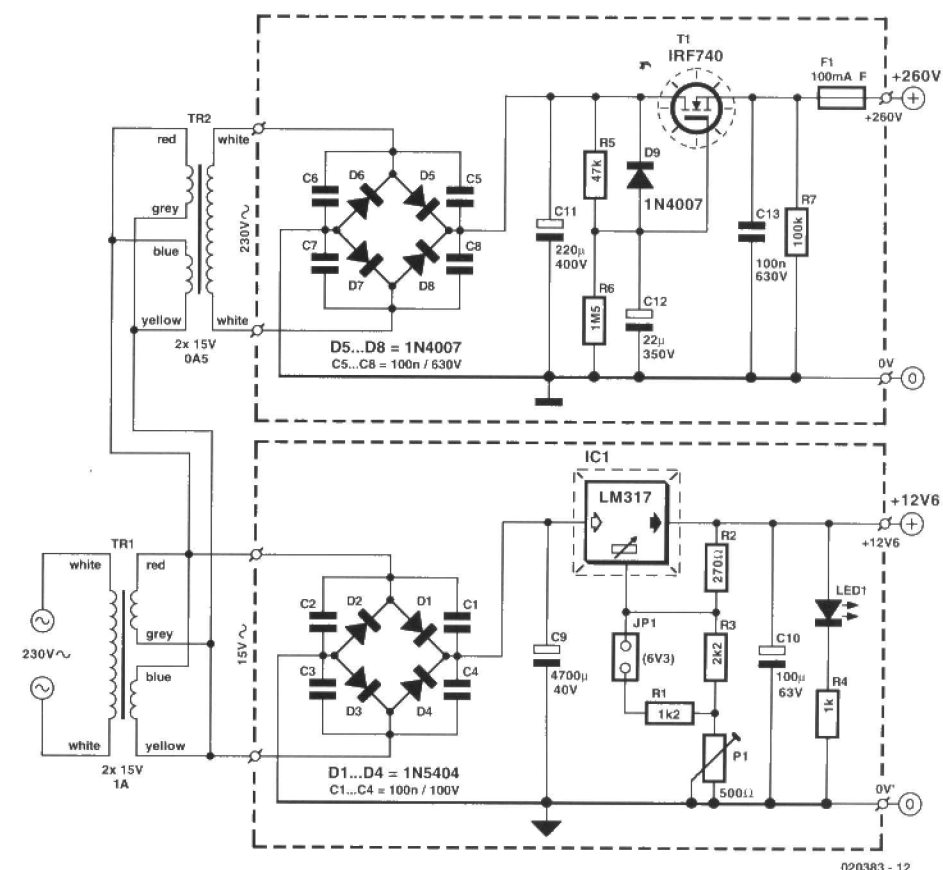 T1
IRF740
F1
100mA F
+260V
+260V
TR2
red
white
grey
blue
yellow
white
230V~
2x 15V
0A5
C6
D6
D5
C5
C7
D7
D8
C8
D5...D8 = 1N4007
C5...C8 = 100n / 630V
C11
220µ
400V
R5
47k
D9
1N4007
R6
1M5
C12
22µ
350V
C13
100n
630V
R7
100k
0V
0
IC1
LM317
+12V6
+12V6
TR1
white
red
grey
230V~
blue
white
yellow
2x 15V
1A
15V~
C2
D2
D1
C1
C3
D3
D4
C4
D1...D4 = 1N5404
C1...C4 = 100n / 100V
C9
4700µ
40V
JP1
(6V3)
R2
270Ω
R3
2k2
R1
1k2
P1
500Ω
C10
100µ
63V
LED1
R4
1k
0V'
0
020383 - 12